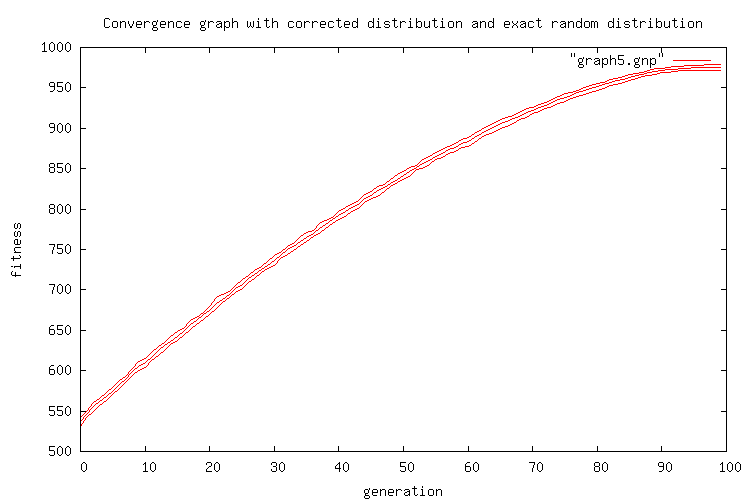 Convergence graph with corrected distribution and exact random distribution
1000
"graph5.gnp"
950
900
850
800
750
700
650
600
550
500
fitness
0 10 20 30 40 50 60 70 80 90 100
generation